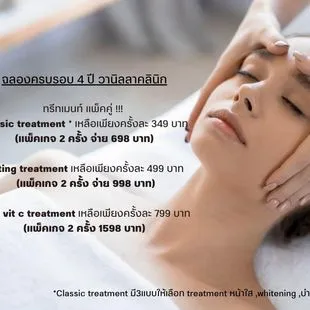 ฉลองครบรอบ 4 ปี วานิลลาคลินิก
ทรีทเมนท์ แพ็คคู่ !!!
sic treatment * เหลือเพียงครั้งละ 349 บาท
(แพ็คเกจ 2 ครั้ง จ่าย 698 บาท)
ting treatment เหลือเพียงครั้งละ 499 บาท
(แพ็คเกจ 2 ครั้ง จ่าย 998 บาท)
vit c treatment เหลือเพียงครั้งละ 799 บาท
(แพ็คเกจ 2 ครั้ง 1598 บาท)
*Classic treatment มี3แบบให้เลือก treatment หน้าใส ,whitening ,บำ